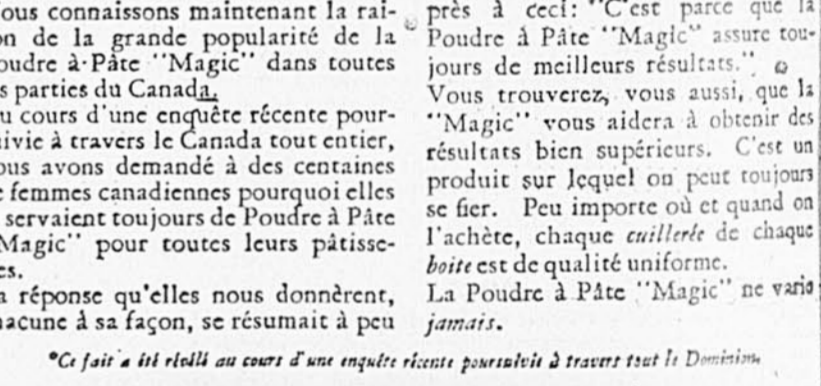 ous connaissons maintenant la rai-
on de la grande popularité de la
oudre à Pâte "Magic" dans toutes
s parties du Canada.
u cours d'une enquête récente pour-
ivie à travers le Canada tout entier,
ous avons demandé à des centaines
e femmes canadiennes pourquoi elles
servaient toujours de Poudre à Pâte
Magic" pour toutes leurs pâtisse-
es.
a réponse qu'elles nous donnèrent,
acune à sa façon, se résumait à peu
près à ceci: "C'est parce que la
Poudre à Pâte "Magic" assure tou-
jours de meilleurs résultats."
Vous trouverez, vous aussi, que la
"Magic" vous aidera à obtenir des
résultats bien supérieurs. C'est un
produit sur lequel on peut toujours
se fier. Peu importe où et quand on
l'achète, chaque cuillerée de chaque
boite est de qualité uniforme.
La Poudre à Pâte "Magic" ne varie
jamais.
*Ce fait a été révélé au cours d'une enquête récente poursuivie à travers tout le Dominion.